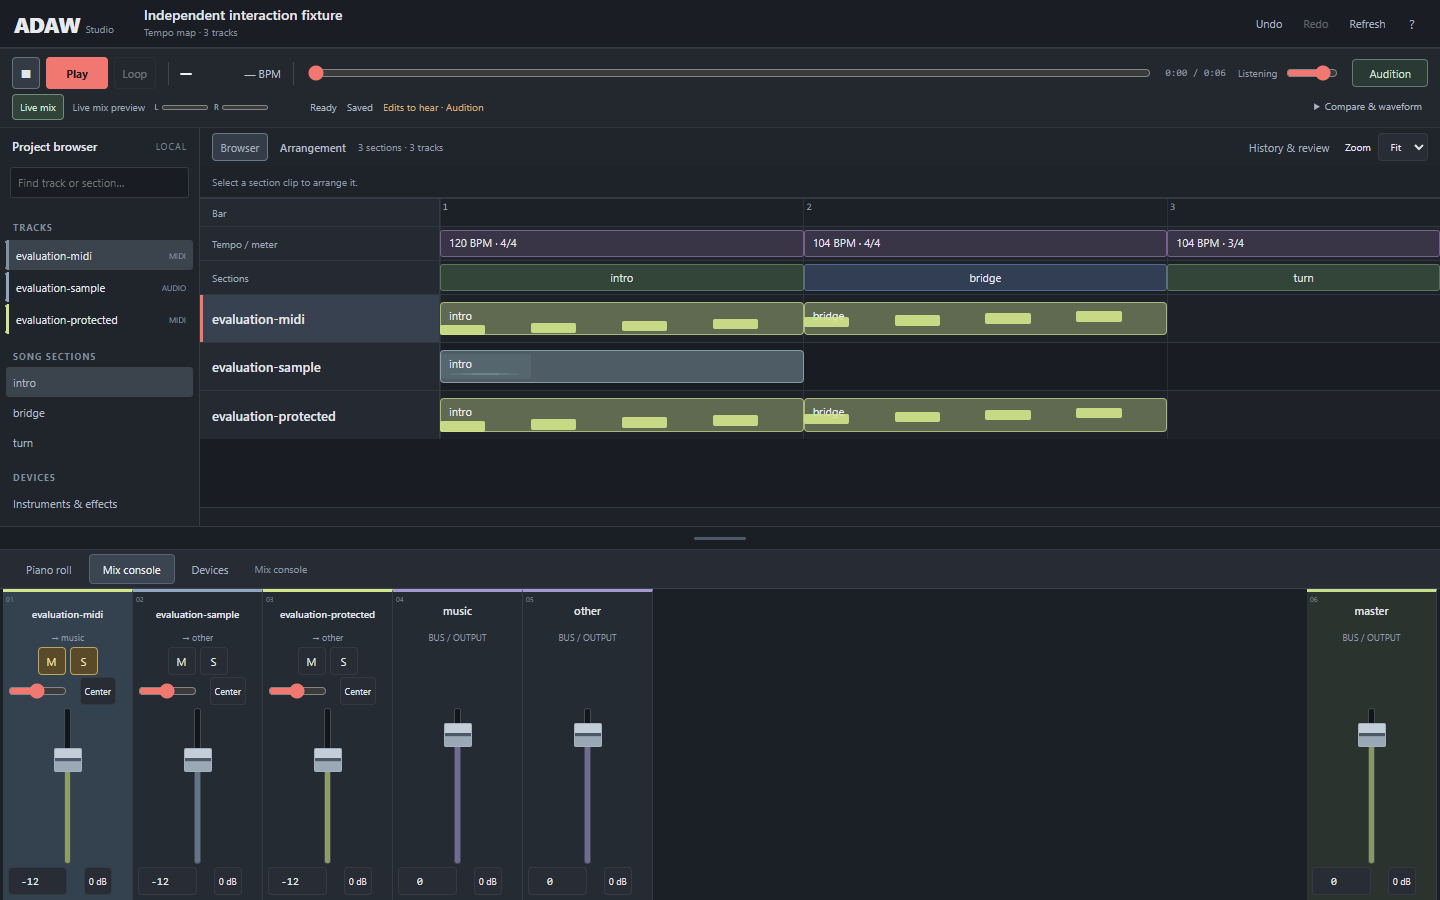 ADAW Studio
Independent interaction fixture
Tempo map · 3 tracks
Undo Redo Refresh ?
Play Loop — — BPM 0:00 / 0:06 Listening Audition
Live mix Live mix preview L R Ready Saved Edits to hear · Audition Compare & waveform
Project browser LOCAL
Find track or section...
TRACKS
evaluation-midi MIDI
evaluation-sample AUDIO
evaluation-protected MIDI
SONG SECTIONS
intro
bridge
turn
DEVICES
Instruments & effects
Browser Arrangement 3 sections · 3 tracks History & review Zoom Fit
Select a section clip to arrange it.
Bar 1 2 3
Tempo / meter 120 BPM · 4/4 104 BPM · 4/4 104 BPM · 3/4
Sections intro bridge turn
evaluation-midi intro bridge
evaluation-sample intro
evaluation-protected intro bridge
Piano roll Mix console Devices Mix console
01 02 03 04 05 06
evaluation-midi evaluation-sample evaluation-protected music other master
→ music → other → other BUS / OUTPUT BUS / OUTPUT BUS / OUTPUT
M S M S M S
Center Center Center
-12 0 dB -12 0 dB -12 0 dB 0 0 dB 0 0 dB 0 0 dB